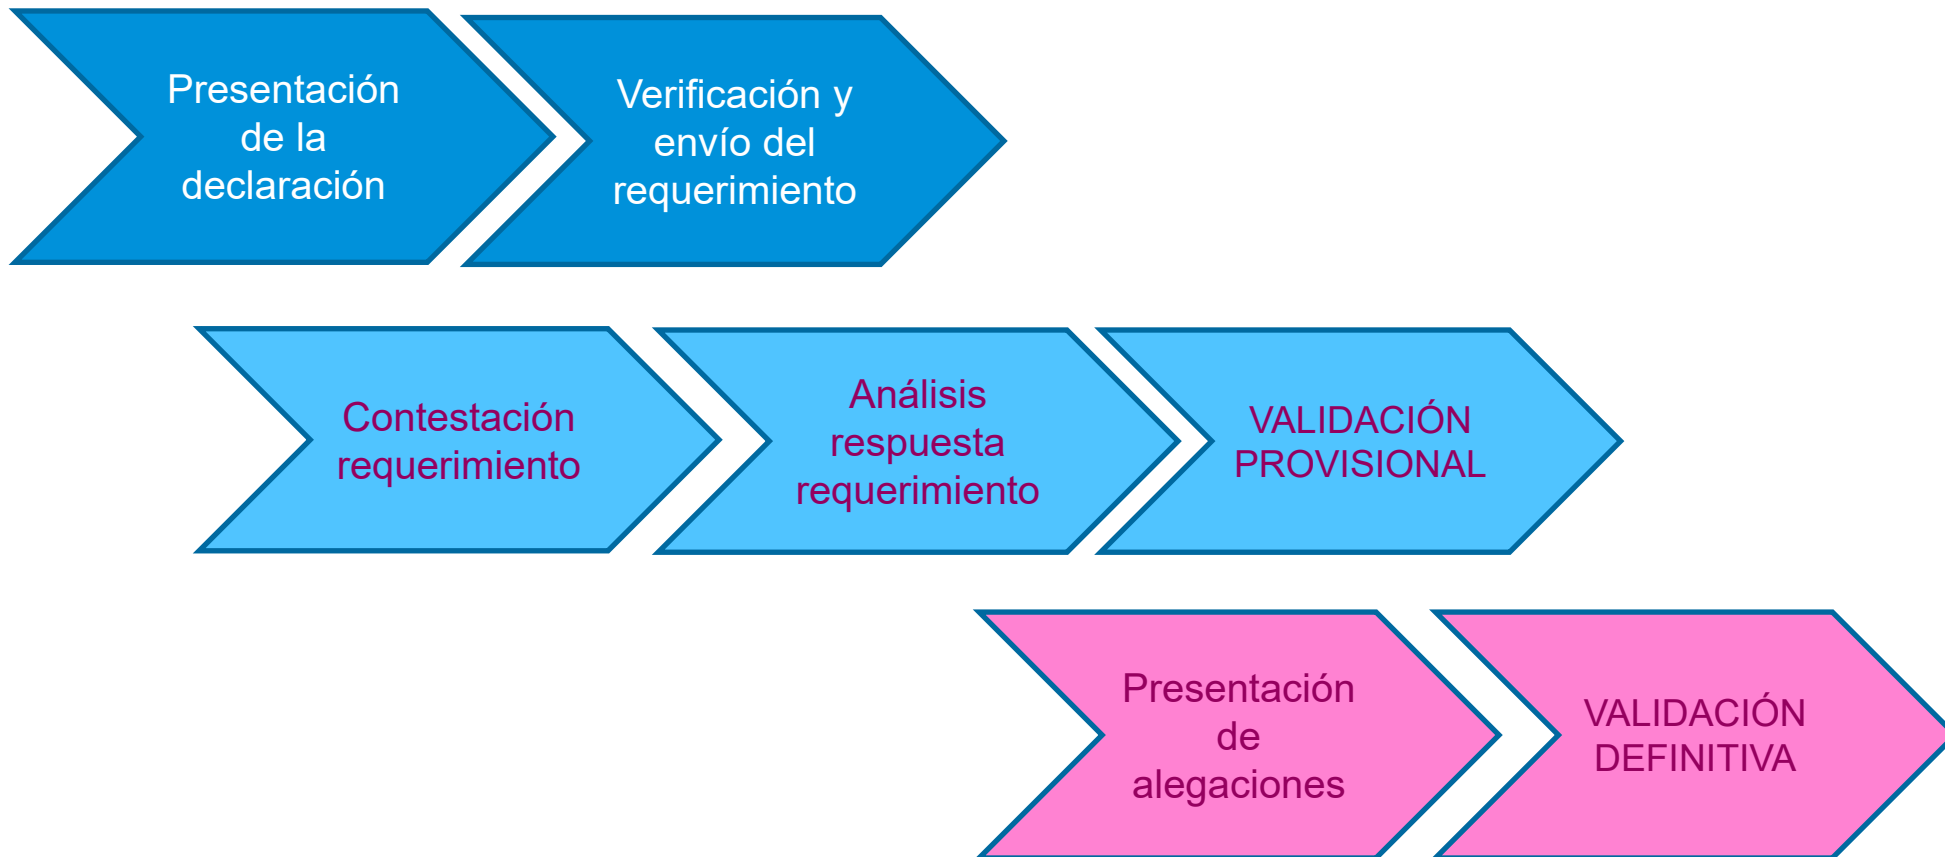 Presentación
de la
declaración
Verificación y
envío del
requerimiento
Contestación
requerimiento
Análisis
respuesta
requerimiento
VALIDACIÓN
PROVISIONAL
Presentación
de
alegaciones
VALIDACIÓN
DEFINITIVA